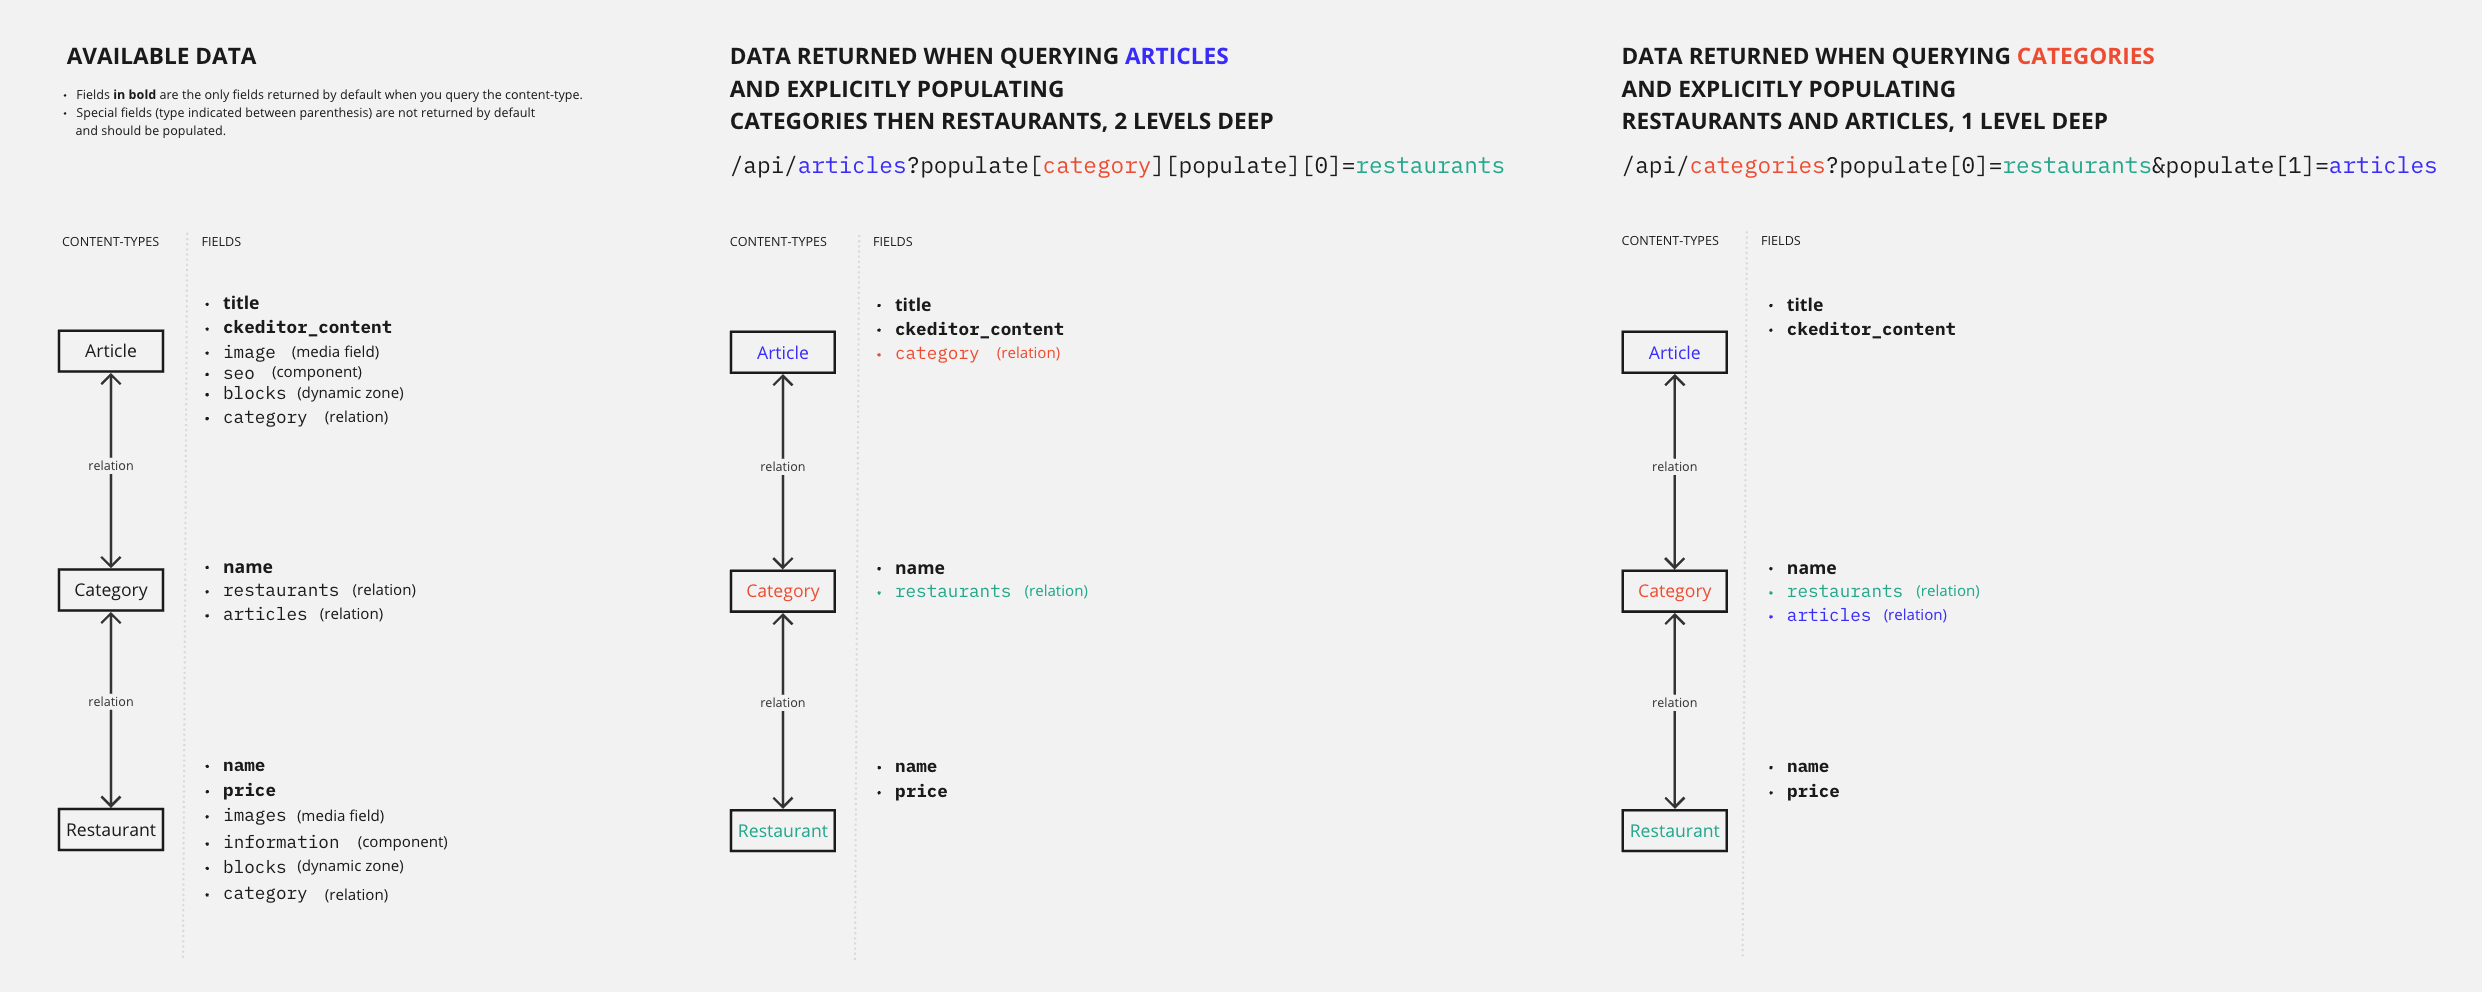 AVAILABLE DATA
• Fields in bold are the only fields returned by default when you query the content-type.
• Special fields (type indicated between parenthesis) are not returned by default
and should be populated.
CONTENT-TYPES
FIELDS
Article
• title
• ckeditor_content
• image (media field)
• seo (component)
• blocks (dynamic zone)
• category (relation)
relation
Category
• name
• restaurants (relation)
• articles (relation)
relation
Restaurant
• name
• price
• images (media field)
• information (component)
• blocks (dynamic zone)
• category (relation)
DATA RETURNED WHEN QUERYING ARTICLES
AND EXPLICITLY POPULATING
CATEGORIES THEN RESTAURANTS, 2 LEVELS DEEP
/api/articles?populate[category][populate][0]=restaurants
CONTENT-TYPES
FIELDS
Article
• title
• ckeditor_content
• category (relation)
relation
Category
• name
• restaurants (relation)
relation
Restaurant
• name
• price
DATA RETURNED WHEN QUERYING CATEGORIES
AND EXPLICITLY POPULATING
RESTAURANTS AND ARTICLES, 1 LEVEL DEEP
/api/categories?populate[0]=restaurants&populate[1]=articles
CONTENT-TYPES
FIELDS
Article
• title
• ckeditor_content
relation
Category
• name
• restaurants (relation)
• articles (relation)
relation
Restaurant
• name
• price